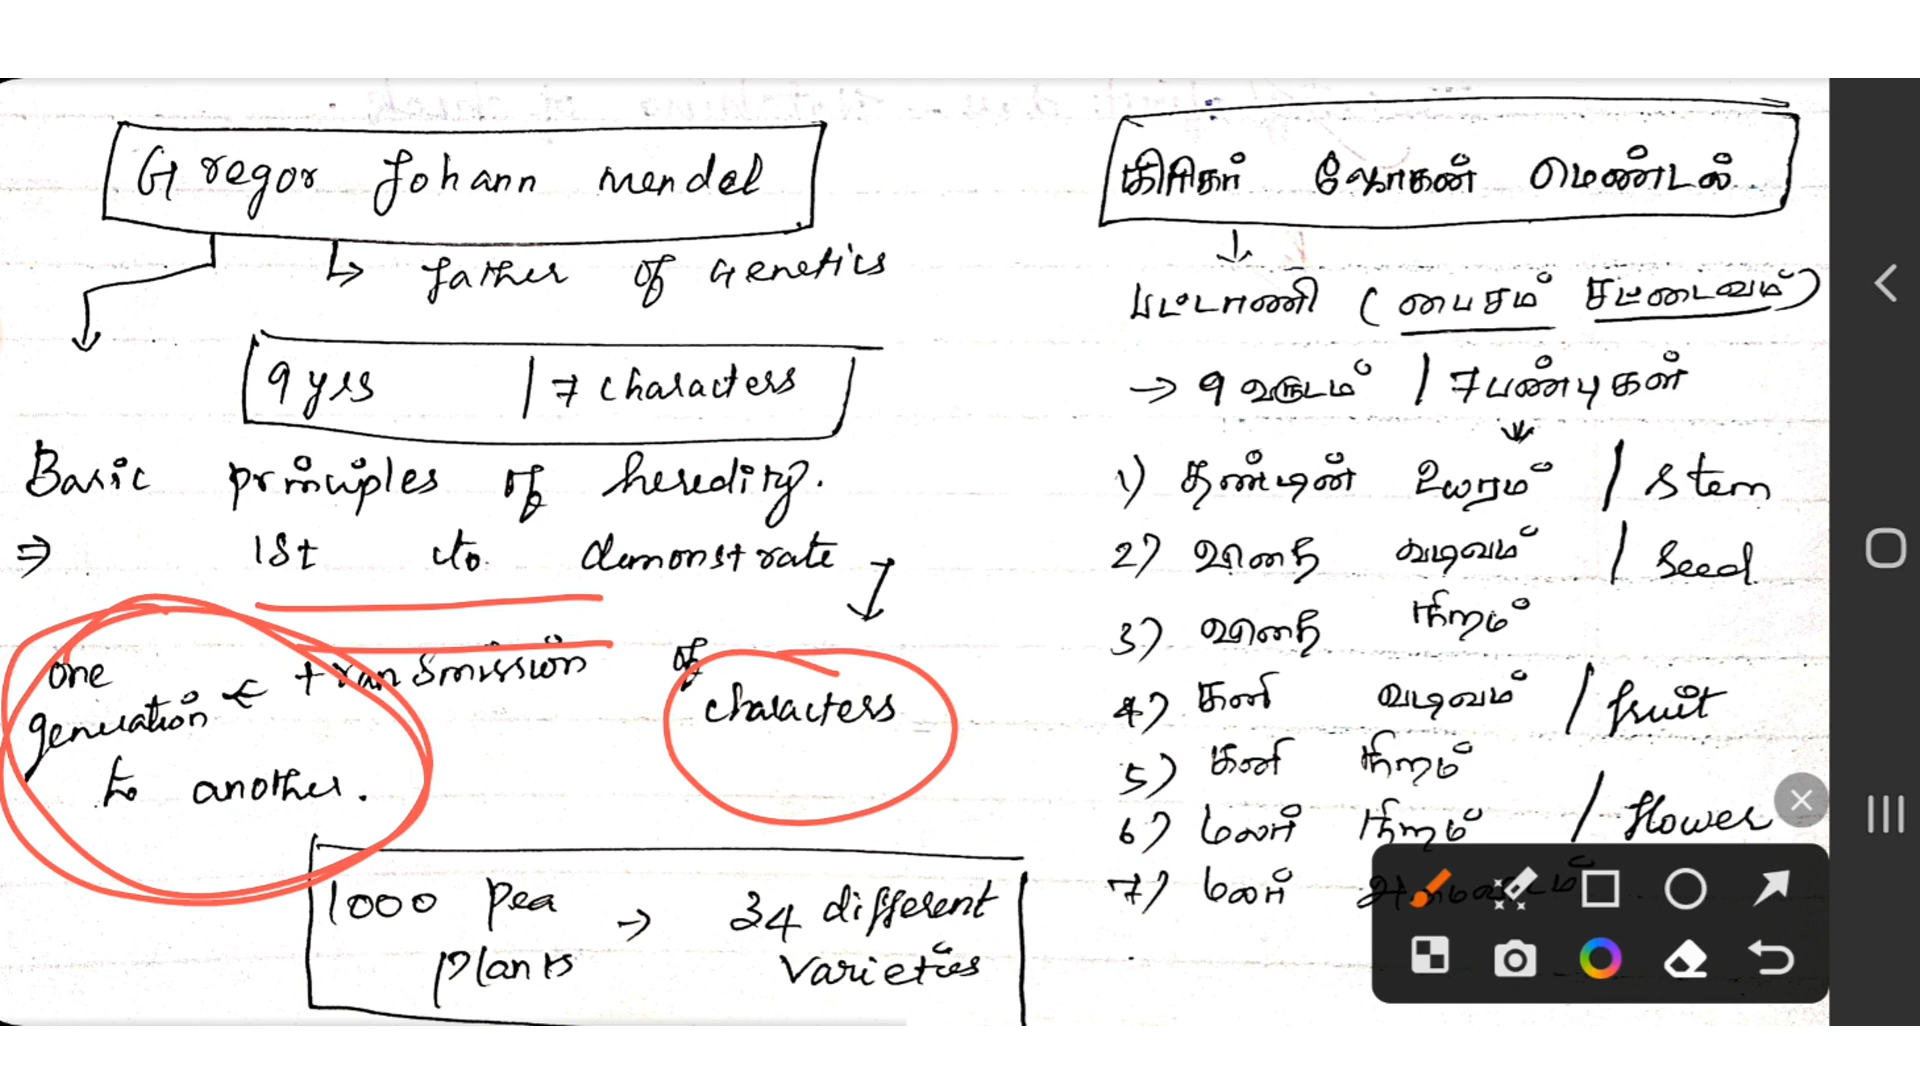 Gregor Johann Mendel
father of Genetics
9 yrs | 7 characters
Basic principles of heredity.
⇒ 1st to demonstrate
transmission of characters
one generation
to another.
1000 Pea plants → 34 different varieties
கிரிகர் யோகன் மெண்டல்
பட்டாணி (பைசம் சட்டைவம்)
→ 9 வருடம் / 7 பண்புகள்
1) தண்டின் உயரம் / Stem
2) விதை வடிவம் / Seed
3) விதை நிறம்
4) கனி வடிவம் / fruit
5) கனி நிறம்
6) மலர் நிறம் / flower
7) மலர்